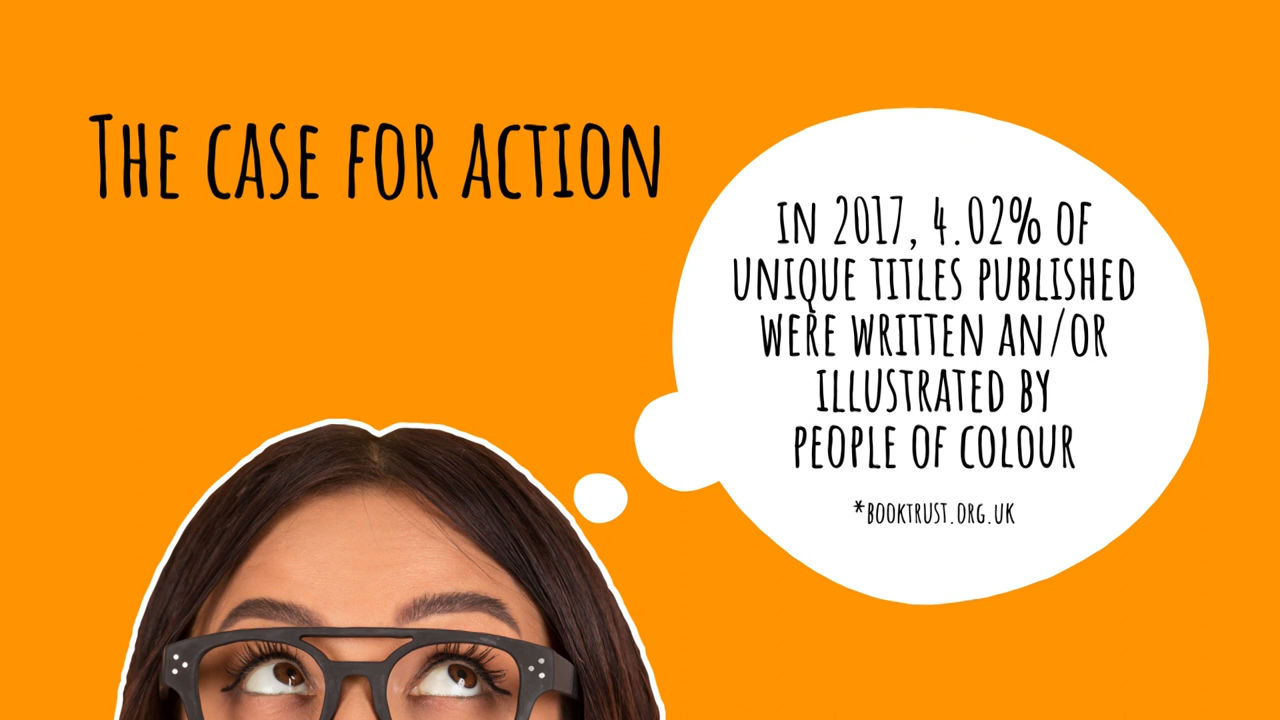 The case for action
in 2017, 4.02% of
unique titles published
were written an/or
illustrated by
people of colour
*booktrust.org.uk